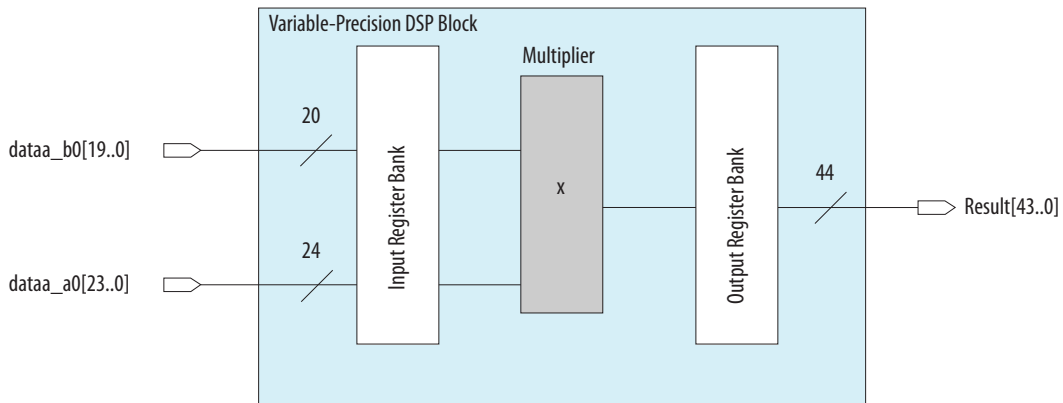 Variable-Precision DSP Block
Multiplier
20
dataa_b0[19..0]
44
x
Result[43..0]
24
dataa_a0[23..0]
Input Register Bank
Output Register Bank